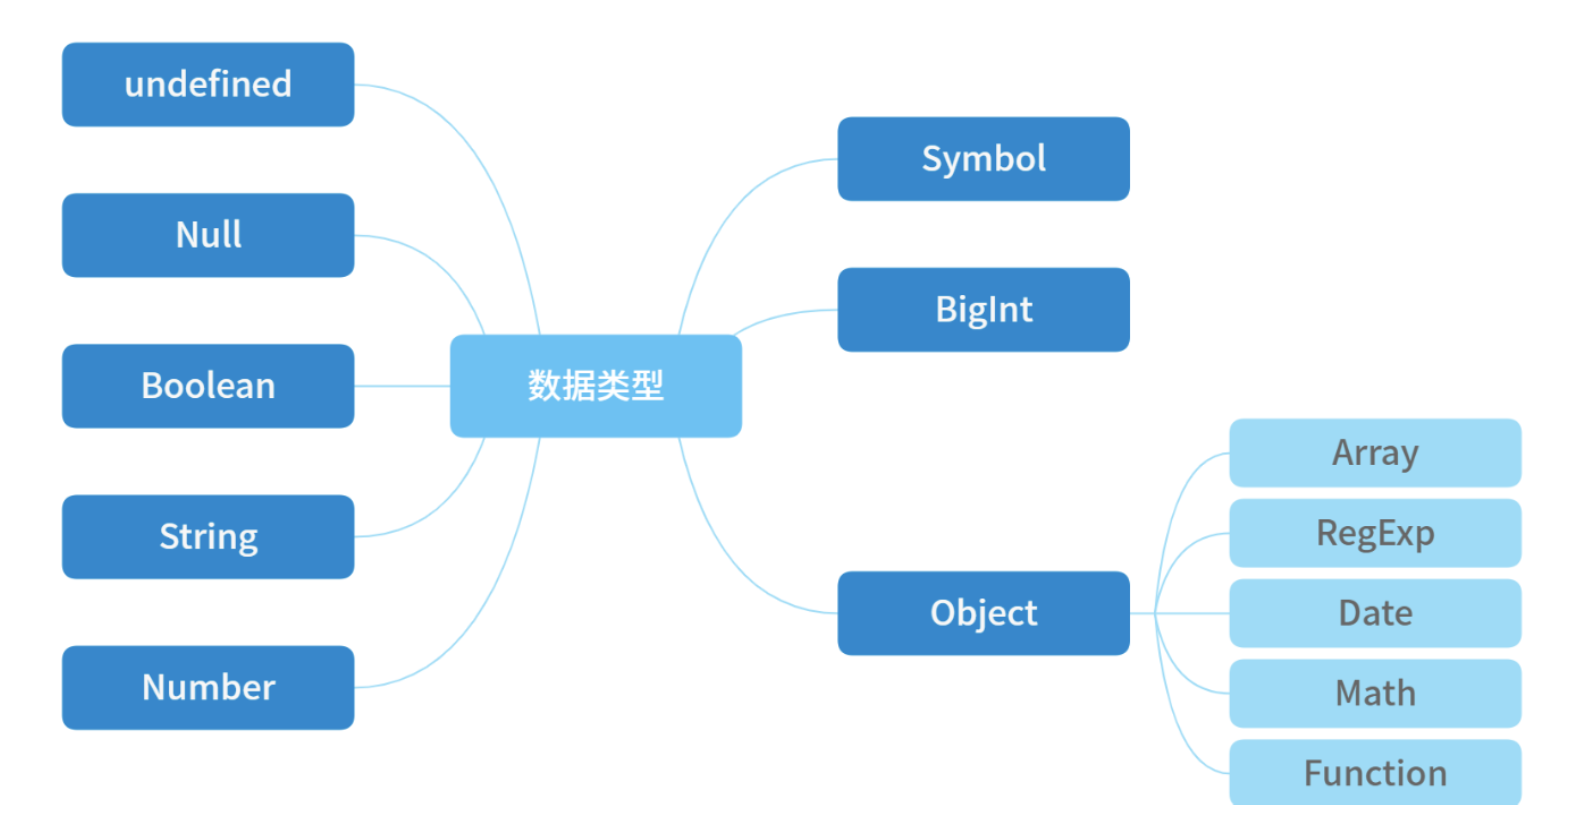 undefined
Null
Boolean
String
Number
数据类型
Symbol
BigInt
Object
Array
RegExp
Date
Math
Function